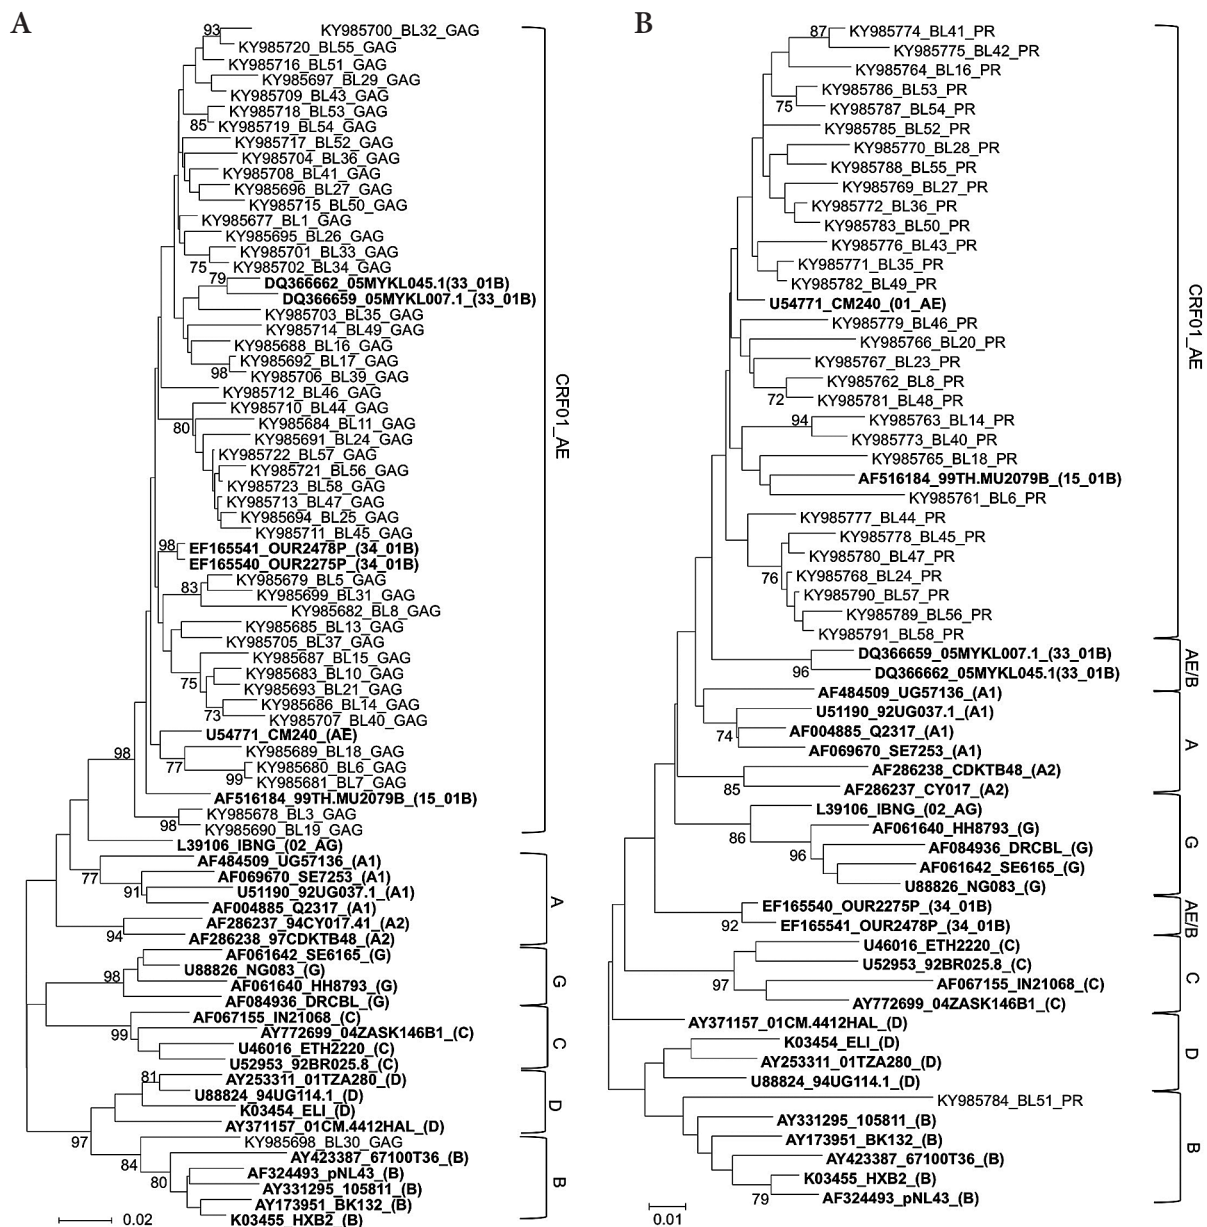 A
93
KY985700_BL32_GAG
KY985720_BL55_GAG
KY985716_BL51_GAG
KY985697_BL29_GAG
KY985709_BL43_GAG
KY985718_BL53_GAG
85
KY985719_BL54_GAG
KY985717_BL52_GAG
KY985704_BL36_GAG
KY985708_BL41_GAG
KY985696_BL27_GAG
KY985715_BL50_GAG
KY985677_BL1_GAG
KY985695_BL26_GAG
KY985701_BL33_GAG
75
KY985702_BL34_GAG
79
DQ366662_05MYKL045.1(33_01B)
DQ366659_05MYKL007.1_(33_01B)
KY985703_BL35_GAG
KY985714_BL49_GAG
KY985688_BL16_GAG
KY985692_BL17_GAG
98
KY985706_BL39_GAG
KY985712_BL46_GAG
KY985710_BL44_GAG
80
KY985684_BL11_GAG
KY985691_BL24_GAG
KY985722_BL57_GAG
KY985721_BL56_GAG
KY985723_BL58_GAG
KY985713_BL47_GAG
KY985694_BL25_GAG
KY985711_BL45_GAG
98
EF165541_OUR2478P_(34_01B)
EF165540_OUR2275P_(34_01B)
KY985679_BL5_GAG
83
KY985699_BL31_GAG
KY985682_BL8_GAG
KY985685_BL13_GAG
KY985705_BL37_GAG
KY985687_BL15_GAG
KY985683_BL10_GAG
75
KY985693_BL21_GAG
KY985686_BL14_GAG
73
KY985707_BL40_GAG
U54771_CM240_(AE)
98
KY985689_BL18_GAG
77
KY985680_BL6_GAG
99
KY985681_BL7_GAG
AF516184_99TH.MU2079B_(15_01B)
KY985678_BL3_GAG
98
KY985690_BL19_GAG
CRF01_AE
L39106_IBNG_(02_AG)
AF484509_UG57136_(A1)
77
AF069670_SE7253_(A1)
91
U51190_92UG037.1_(A1)
AF004885_Q2317_(A1)
AF286237_94CY017.41_(A2)
94
AF286238_97CDKTB48_(A2)
A
AF061642_SE6165_(G)
U88826_NG083_(G)
98
AF061640_HH8793_(G)
AF084936_DRCBL_(G)
G
AF067155_IN21068_(C)
99
AY772699_04ZASK146B1_(C)
U46016_ETH2220_(C)
U52953_92BR025.8_(C)
C
81
AY253311_01TZA280_(D)
U88824_94UG114.1_(D)
K03454_ELI_(D)
AY371157_01CM.4412HAL_(D)
D
97
KY985698_BL30_GAG
84
AY423387_67100T36_(B)
80
AF324493_pNL43_(B)
AY331295_105811_(B)
AY173951_BK132_(B)
K03455_HXB2_(B)
B
0.02
B
87
KY985774_BL41_PR
KY985775_BL42_PR
KY985764_BL16_PR
KY985786_BL53_PR
75
KY985787_BL54_PR
KY985785_BL52_PR
KY985770_BL28_PR
KY985788_BL55_PR
KY985769_BL27_PR
KY985772_BL36_PR
KY985783_BL50_PR
KY985776_BL43_PR
KY985771_BL35_PR
KY985782_BL49_PR
U54771_CM240_(01_AE)
KY985779_BL46_PR
KY985766_BL20_PR
KY985767_BL23_PR
KY985762_BL8_PR
72
KY985781_BL48_PR
94
KY985763_BL14_PR
KY985773_BL40_PR
KY985765_BL18_PR
AF516184_99TH.MU2079B_(15_01B)
KY985761_BL6_PR
KY985777_BL44_PR
KY985778_BL45_PR
KY985780_BL47_PR
76
KY985768_BL24_PR
KY985790_BL57_PR
KY985789_BL56_PR
KY985791_BL58_PR
CRF01_AE
DQ366659_05MYKL007.1_(33_01B)
96
DQ366662_05MYKL045.1(33_01B)
AE/B
AF484509_UG57136_(A1)
U51190_92UG037.1_(A1)
74
AF004885_Q2317_(A1)
AF069670_SE7253_(A1)
AF286238_CDKTB48_(A2)
85
AF286237_CY017_(A2)
A
L39106_IBNG_(02_AG)
86
AF061640_HH8793_(G)
96
AF084936_DRCBL_(G)
AF061642_SE6165_(G)
U88826_NG083_(G)
G
EF165540_OUR2275P_(34_01B)
92
EF165541_OUR2478P_(34_01B)
AE/B
U46016_ETH2220_(C)
U52953_92BR025.8_(C)
97
AF067155_IN21068_(C)
AY772699_04ZASK146B1_(C)
C
AY371157_01CM.4412HAL_(D)
K03454_ELI_(D)
AY253311_01TZA280_(D)
U88824_94UG114.1_(D)
D
KY985784_BL51_PR
AY331295_105811_(B)
AY173951_BK132_(B)
AY423387_67100T36_(B)
K03455_HXB2_(B)
79
AF324493_pNL43_(B)
B
0.01